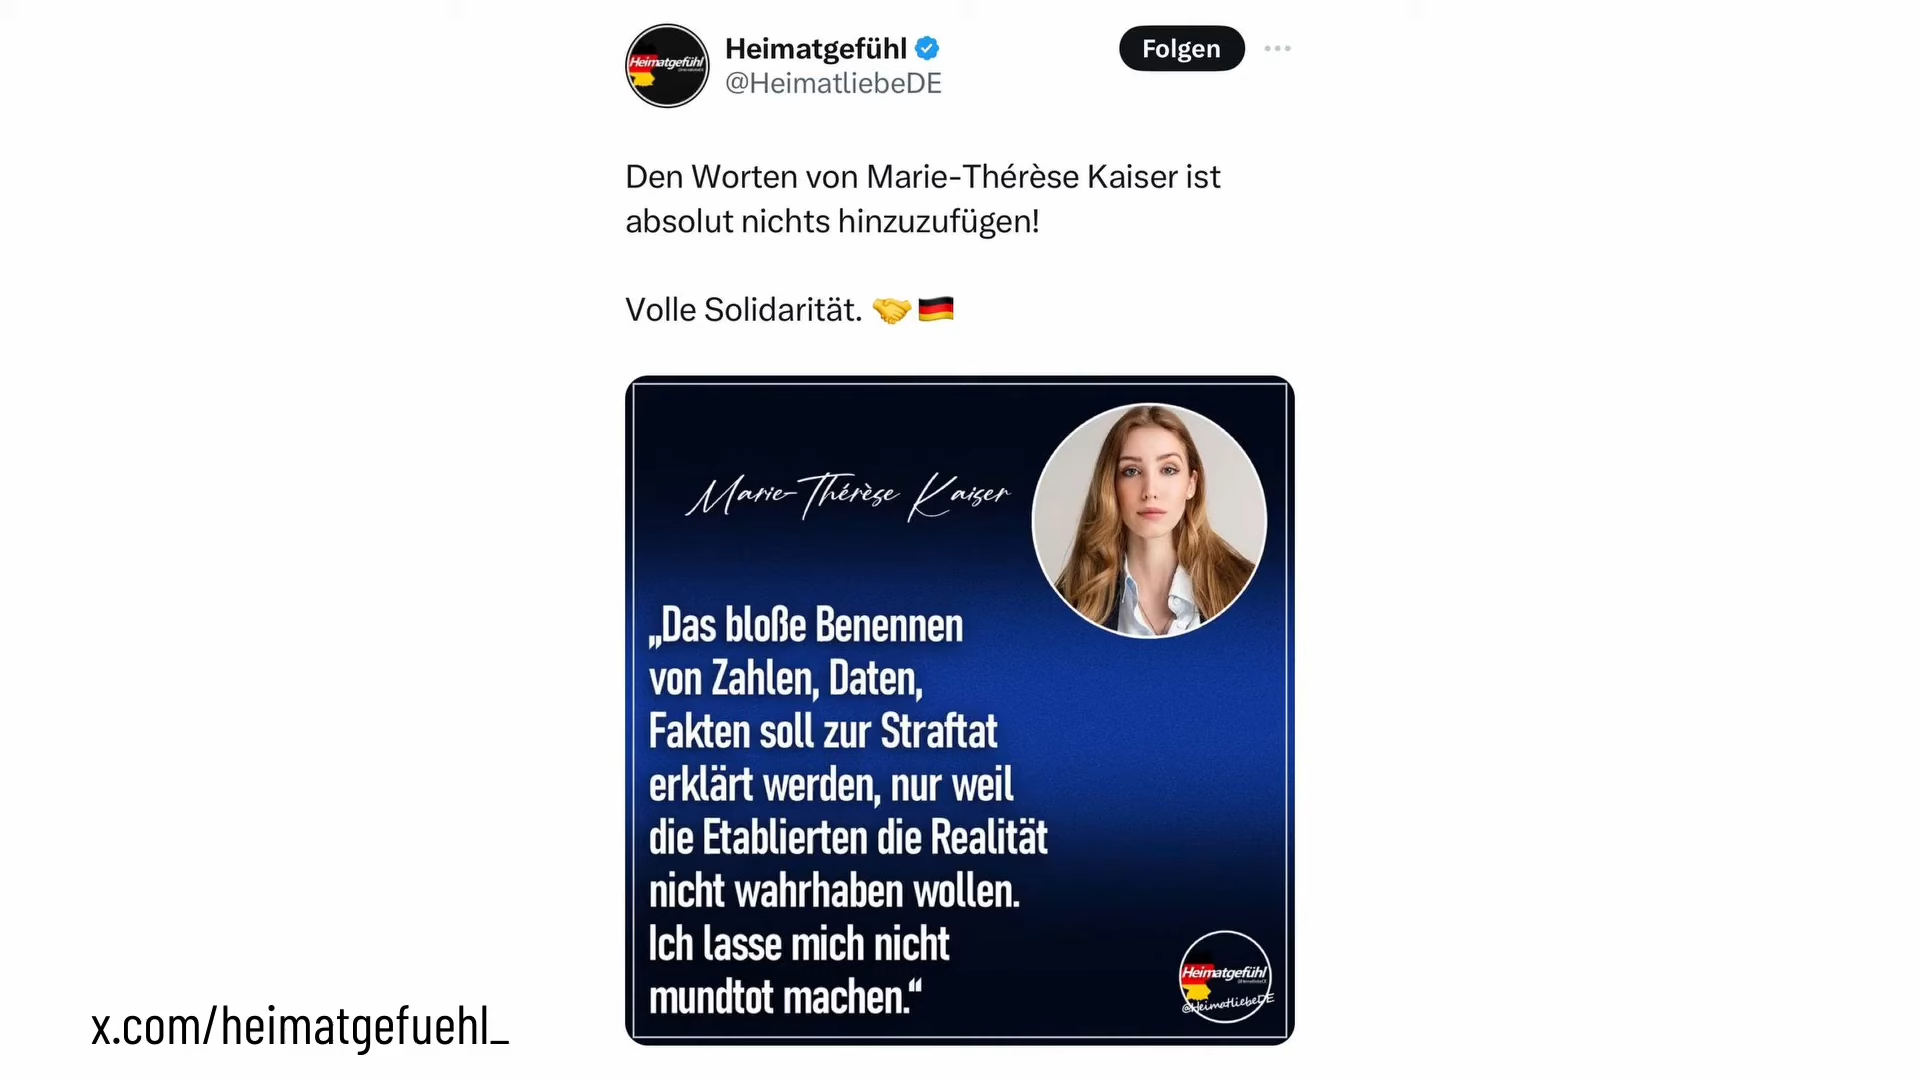 Heimatgefühl
Heimatgefühl
@HeimatliebeDE
Folgen
Den Worten von Marie-Thérèse Kaiser ist
absolut nichts hinzuzufügen!
Volle Solidarität. 🤝🇩🇪
Marie-Thérèse Kaiser
„Das bloße Benennen
von Zahlen, Daten,
Fakten soll zur Straftat
erklärt werden, nur weil
die Etablierten die Realität
nicht wahrhaben wollen.
Ich lasse mich nicht
mundtot machen.“
Heimatgefühl
@HeimatliebeDE
x.com/heimatgefuehl_